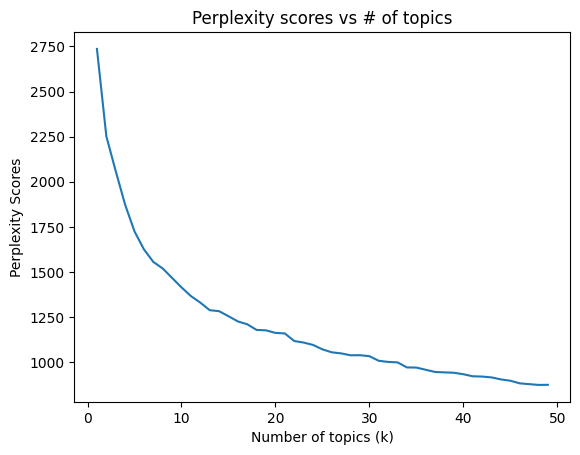 Perplexity scores vs # of topics
2750
2500
2250
2000
1750
1500
1250
1000
Perplexity Scores
0 10 20 30 40 50
Number of topics (k)